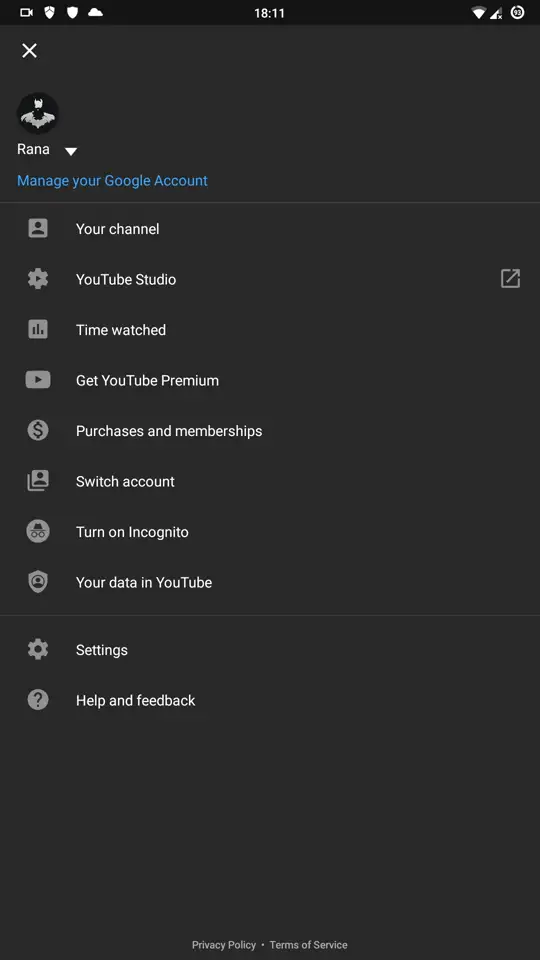 18:11
93
Rana
Manage your Google Account
Your channel
YouTube Studio
Time watched
Get YouTube Premium
Purchases and memberships
Switch account
Turn on Incognito
Your data in YouTube
Settings
Help and feedback
Privacy Policy • Terms of Service